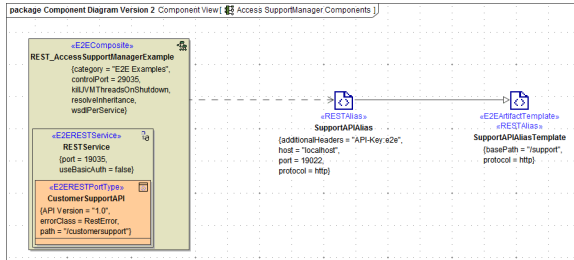 package Component Diagram Version 2 Component View[ Access SupportManager Components ]
«E2EComposite»
REST_AccessSupportManagerExample
{category = "E2E Examples",
controlPort = 29035,
killJVMThreadsOnShutdown,
resolveInheritance,
wsdlPerService}
«E2ERESTService»
RESTService
{port = 19035,
useBasicAuth = false}
«E2ERESTPortType»
CustomerSupportAPI
{API Version = "1.0",
errorClass = RestError,
path = "/customersupport"}
«RESTAlias»
SupportAPIAlias
{additionalHeaders = "API-Key:e2e",
host = "localhost",
port = 19022,
protocol = http}
«E2EArtifactTemplate»
«RESTAlias»
SupportAPIAliasTemplate
{basePath = "/support",
protocol = http}